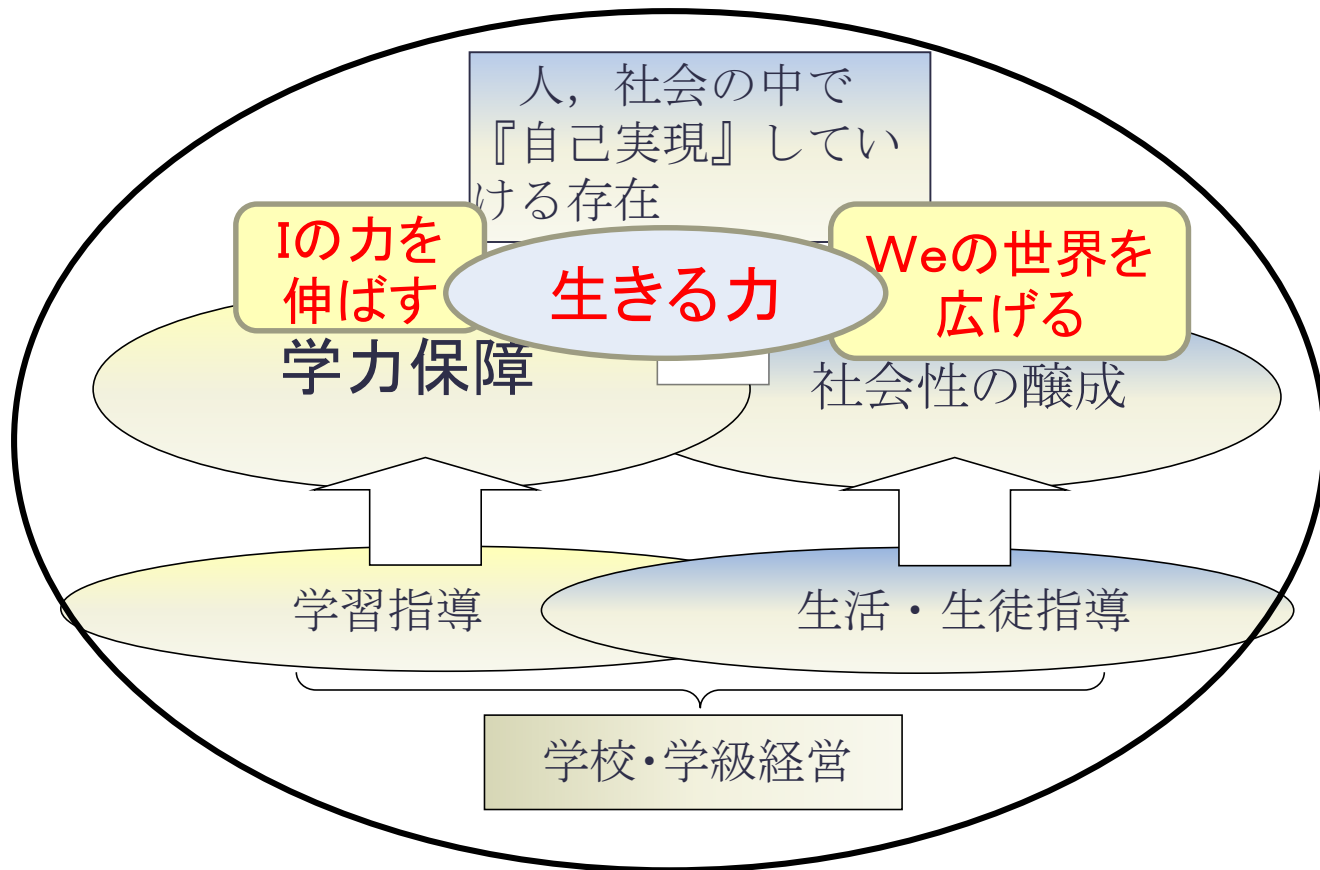 人，社会の中で
『自己実現』してい
ける存在
Iの力を
伸ばす
生きる力
Weの世界を
広げる
学力保障
社会性の醸成
学習指導
生活・生徒指導
学校･学級経営